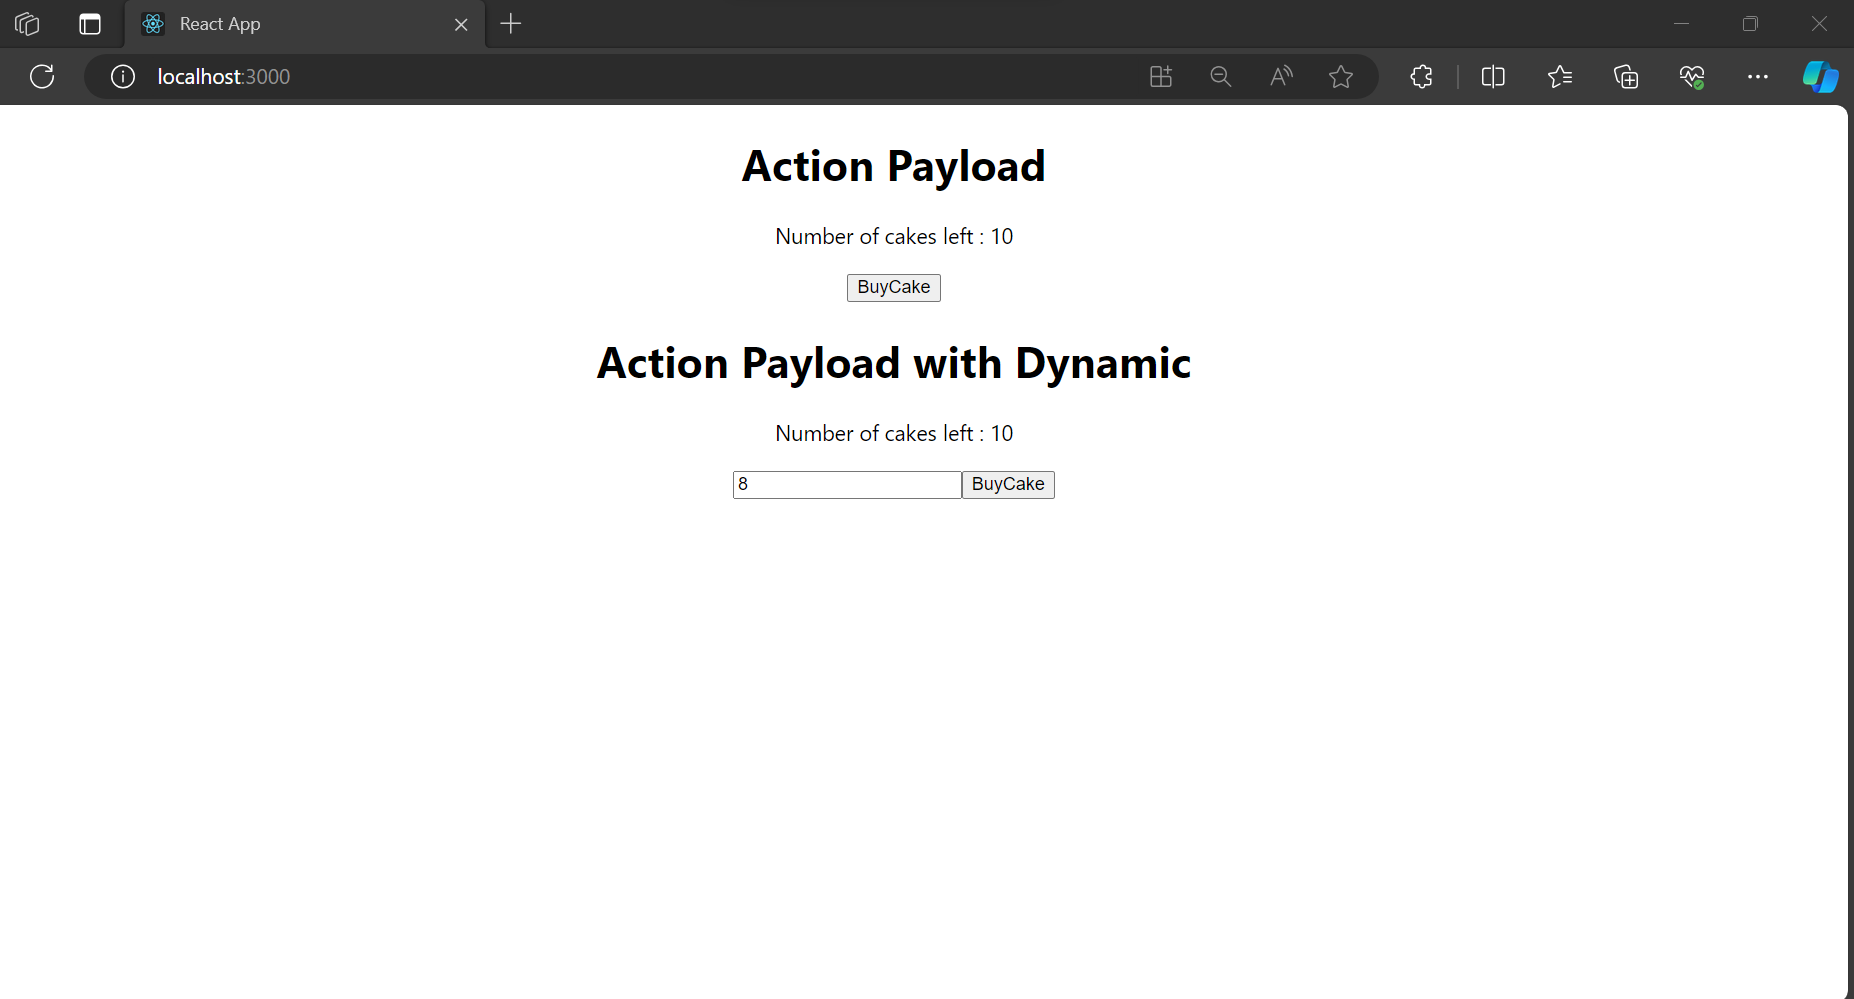 React App
localhost:3000
Action Payload
Number of cakes left : 10
BuyCake
Action Payload with Dynamic
Number of cakes left : 10
8 BuyCake